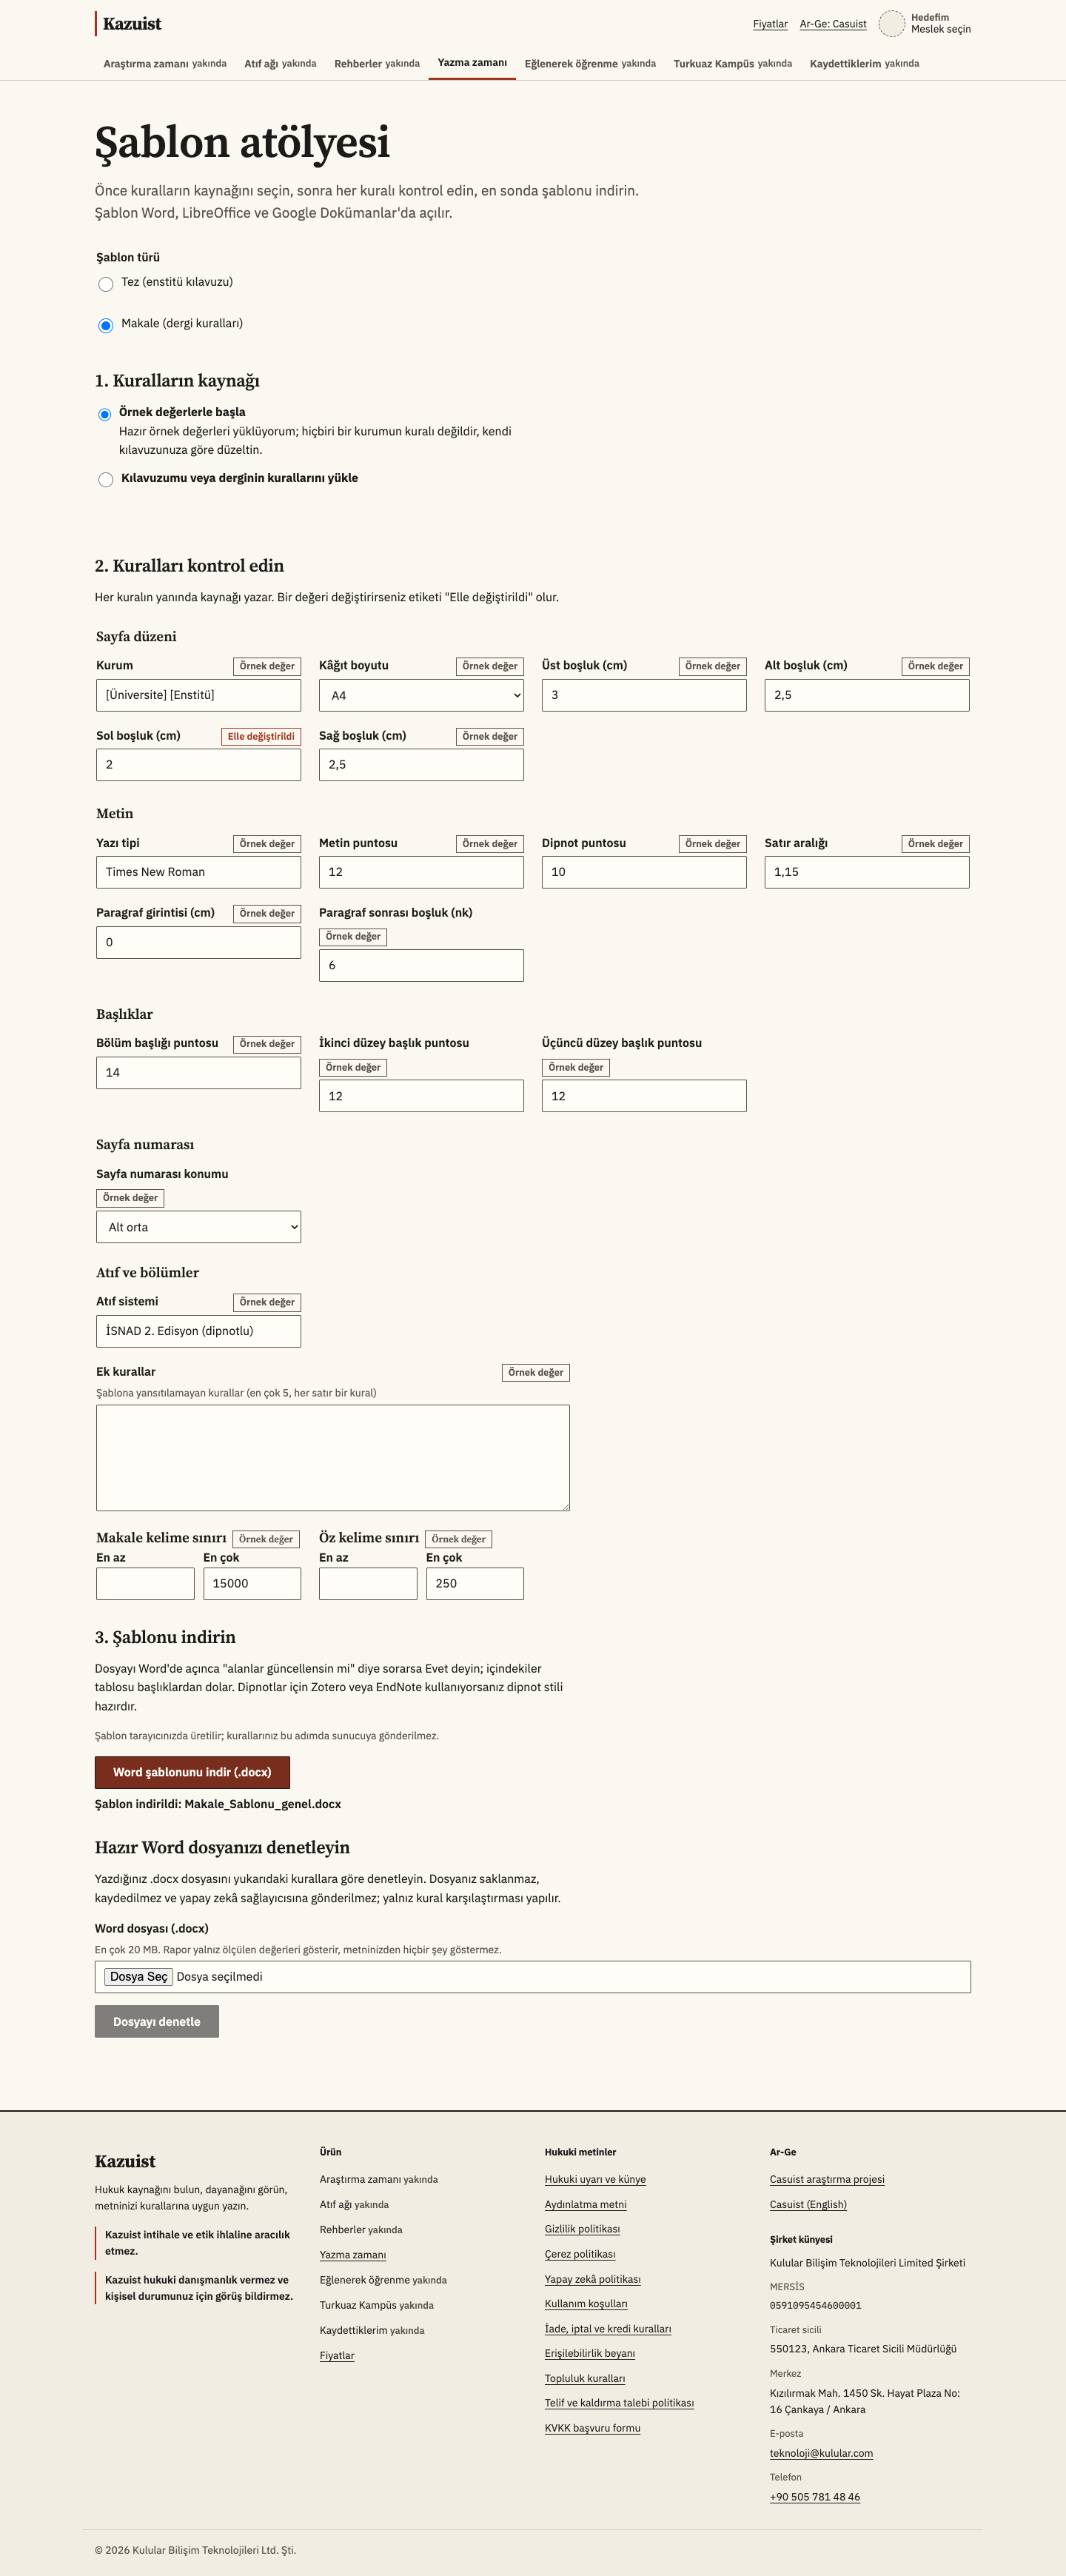 Kazuist
Fiyatlar
Ar-Ge: Casuist
Hedefim
Meslek seçin
Araştırma zamanı yakında
Atıf ağı yakında
Rehberler yakında
Yazma zamanı
Eğlenerek öğrenme yakında
Turkuaz Kampüs yakında
Kaydettiklerim yakında
Şablon atölyesi
Önce kuralların kaynağını seçin, sonra her kuralı kontrol edin, en sonda şablonu indirin.
Şablon Word, LibreOffice ve Google Dokümanlar'da açılır.
Şablon türü
Tez (enstitü kılavuzu)
Makale (dergi kuralları)
1. Kuralların kaynağı
Örnek değerlerle başla
Hazır örnek değerleri yüklüyorum; hiçbiri bir kurumun kuralı değildir, kendi
kılavuzunuza göre düzeltin.
Kılavuzumu veya derginin kurallarını yükle
2. Kuralları kontrol edin
Her kuralın yanında kaynağı yazar. Bir değeri değiştirirseniz etiketi "Elle değiştirildi" olur.
Sayfa düzeni
Kurum Örnek değer
[Üniversite] [Enstitü]
Kâğıt boyutu Örnek değer
A4
Üst boşluk (cm) Örnek değer
3
Alt boşluk (cm) Örnek değer
2,5
Sol boşluk (cm) Elle değiştirildi
2
Sağ boşluk (cm) Örnek değer
2,5
Metin
Yazı tipi Örnek değer
Times New Roman
Metin puntosu Örnek değer
12
Dipnot puntosu Örnek değer
10
Satır aralığı Örnek değer
1,15
Paragraf girintisi (cm) Örnek değer
0
Paragraf sonrası boşluk (nk)
Örnek değer
6
Başlıklar
Bölüm başlığı puntosu Örnek değer
14
İkinci düzey başlık puntosu
Örnek değer
12
Üçüncü düzey başlık puntosu
Örnek değer
12
Sayfa numarası
Sayfa numarası konumu
Örnek değer
Alt orta
Atıf ve bölümler
Atıf sistemi Örnek değer
İSNAD 2. Edisyon (dipnotlu)
Ek kurallar Örnek değer
Şablona yansıtılamayan kurallar (en çok 5, her satır bir kural)
Makale kelime sınırı Örnek değer
En az
En çok
15000
Öz kelime sınırı Örnek değer
En az
En çok
250
3. Şablonu indirin
Dosyayı Word'de açınca "alanlar güncellensin mi" diye sorarsa Evet deyin; içindekiler
tablosu başlıklardan dolar. Dipnotlar için Zotero veya EndNote kullanıyorsanız dipnot stili
hazırdır.
Şablon tarayıcınızda üretilir; kurallarınız bu adımda sunucuya gönderilmez.
Word şablonunu indir (.docx)
Şablon indirildi: Makale_Sablonu_genel.docx
Hazır Word dosyanızı denetleyin
Yazdığınız .docx dosyasını yukarıdaki kurallara göre denetleyin. Dosyanız saklanmaz,
kaydedilmez ve yapay zekâ sağlayıcısına gönderilmez; yalnız kural karşılaştırması yapılır.
Word dosyası (.docx)
En çok 20 MB. Rapor yalnız ölçülen değerleri gösterir, metninizden hiçbir şey göstermez.
Dosya Seç Dosya seçilmedi
Dosyayı denetle
Kazuist
Hukuk kaynağını bulun, dayanağını görün,
metninizi kurallarına uygun yazın.
Kazuist intihale ve etik ihlaline aracılık
etmez.
Kazuist hukuki danışmanlık vermez ve
kişisel durumunuz için görüş bildirmez.
Ürün
Araştırma zamanı yakında
Atıf ağı yakında
Rehberler yakında
Yazma zamanı
Eğlenerek öğrenme yakında
Turkuaz Kampüs yakında
Kaydettiklerim yakında
Fiyatlar
Hukuki metinler
Hukuki uyarı ve künye
Aydınlatma metni
Gizlilik politikası
Çerez politikası
Yapay zekâ politikası
Kullanım koşulları
İade, iptal ve kredi kuralları
Erişilebilirlik beyanı
Topluluk kuralları
Telif ve kaldırma talebi politikası
KVKK başvuru formu
Ar-Ge
Casuist araştırma projesi
Casuist (English)
Şirket künyesi
Kulular Bilişim Teknolojileri Limited Şirketi
MERSİS
0591095454600001
Ticaret sicili
550123, Ankara Ticaret Sicili Müdürlüğü
Merkez
Kızılırmak Mah. 1450 Sk. Hayat Plaza No:
16 Çankaya / Ankara
E-posta
teknoloji@kulular.com
Telefon
+90 505 781 48 46
© 2026 Kulular Bilişim Teknolojileri Ltd. Şti.